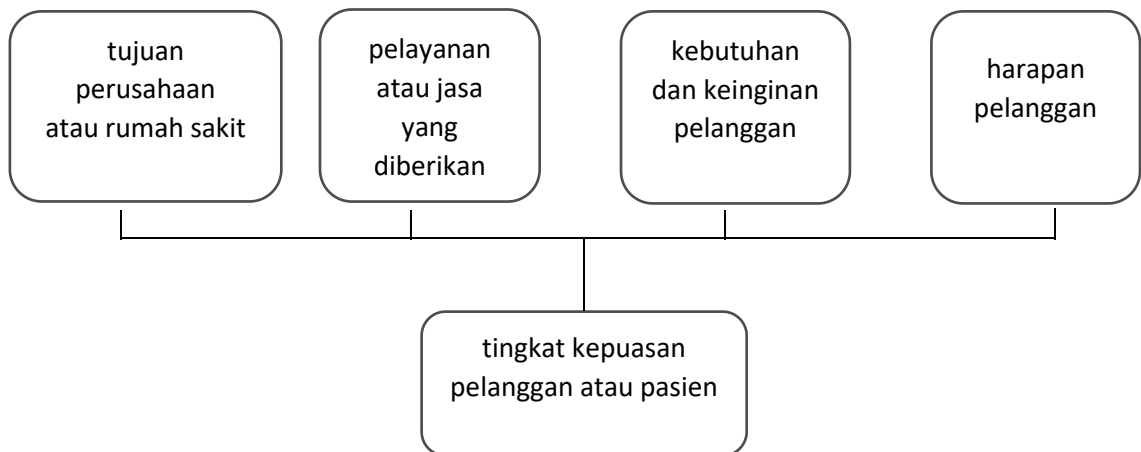 tujuan
perusahaan
atau rumah sakit
pelayanan
atau jasa
yang
diberikan
kebutuhan
dan keinginan
pelanggan
harapan
pelanggan
tingkat kepuasan
pelanggan atau pasien